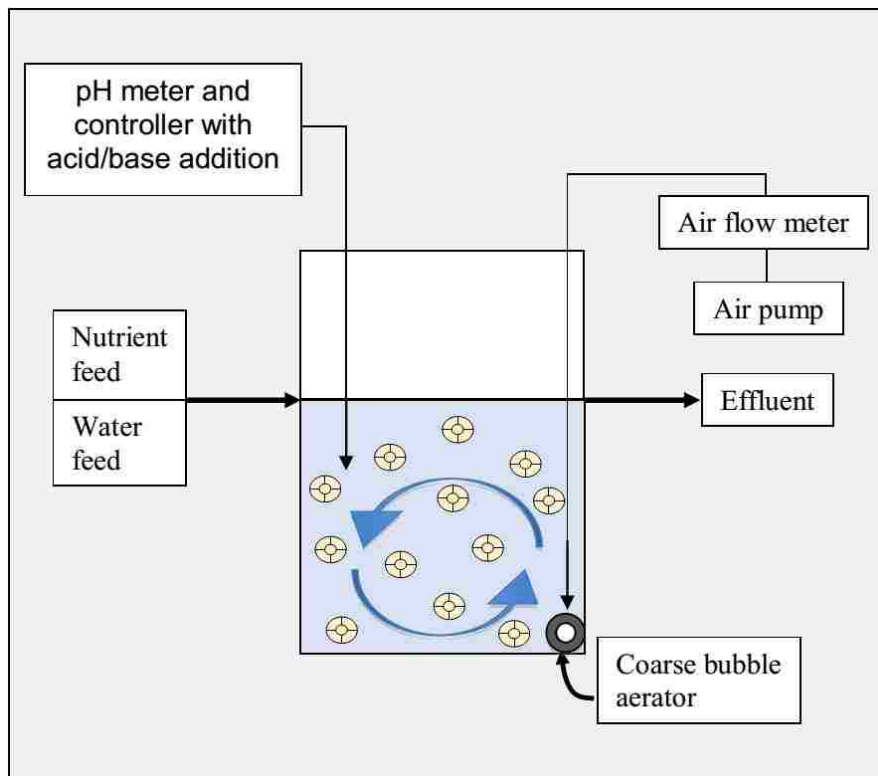 pH meter and
controller with
acid/base addition
Air flow meter
Air pump
Nutrient
feed
Water
feed
Effluent
Coarse bubble
aerator